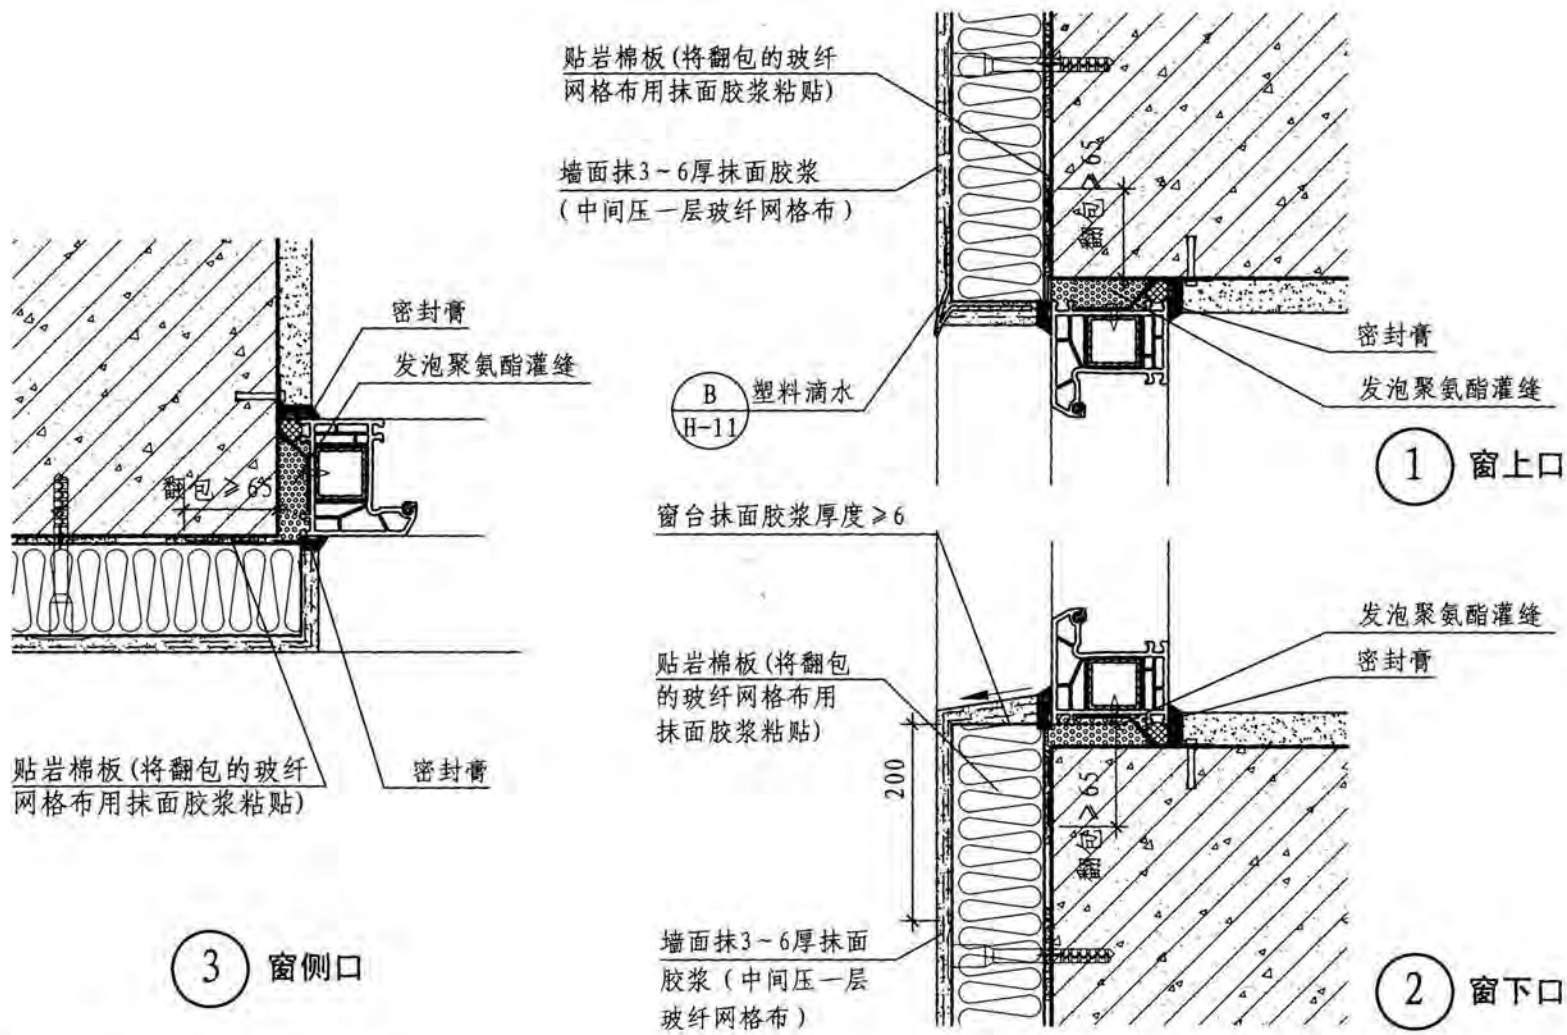 贴岩棉板(将翻包的玻纤
网格布用抹面胶浆粘贴)
墙面抹3~6厚抹面胶浆
(中间压一层玻纤网格布)
翻包≥65
B
H-11
塑料滴水
密封膏
发泡聚氨酯灌缝
1
窗上口
密封膏
发泡聚氨酯灌缝
翻包≥65
贴岩棉板(将翻包的玻纤
网格布用抹面胶浆粘贴)
密封膏
3
窗侧口
窗台抹面胶浆厚度≥6
贴岩棉板(将翻包
的玻纤网格布用
抹面胶浆粘贴)
200
翻包≥65
发泡聚氨酯灌缝
密封膏
墙面抹3~6厚抹面
胶浆(中间压一层
玻纤网格布)
2
窗下口